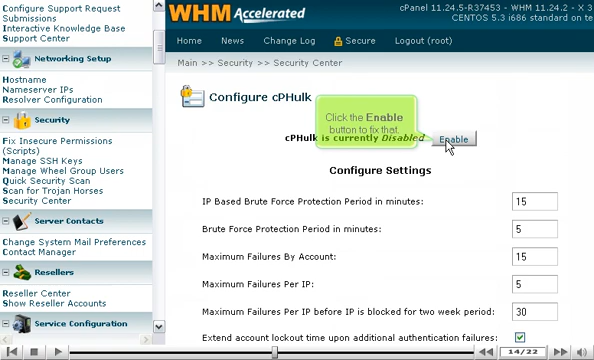 Configure Support Request
Submissions
Interactive Knowledge Base
Support Center
Networking Setup
Hostname
Nameserver IPs
Resolver Configuration
Security
Fix Insecure Permissions
(Scripts)
Manage SSH Keys
Manage Wheel Group Users
Quick Security Scan
Scan for Trojan Horses
Security Center
Server Contacts
Change System Mail Preferences
Contact Manager
Resellers
Reseller Center
Show Reseller Accounts
Service Configuration
WHM Accelerated
cPanel 11.24.5-R37453 - WHM 11.24.2 - X 3
CENTOS 5.3 i686 standard on te
Home News Change Log Secure Logout (root)
Main >> Security >> Security Center
Configure cPHulk
Click the Enable
button to fix that.
cPHulk is currently Disabled Enable
Configure Settings
IP Based Brute Force Protection Period in minutes: 15
Brute Force Protection Period in minutes: 5
Maximum Failures By Account: 15
Maximum Failures Per IP: 5
Maximum Failures Per IP before IP is blocked for two week period: 30
Extend account lockout time upon additional authentication failures:
14/22